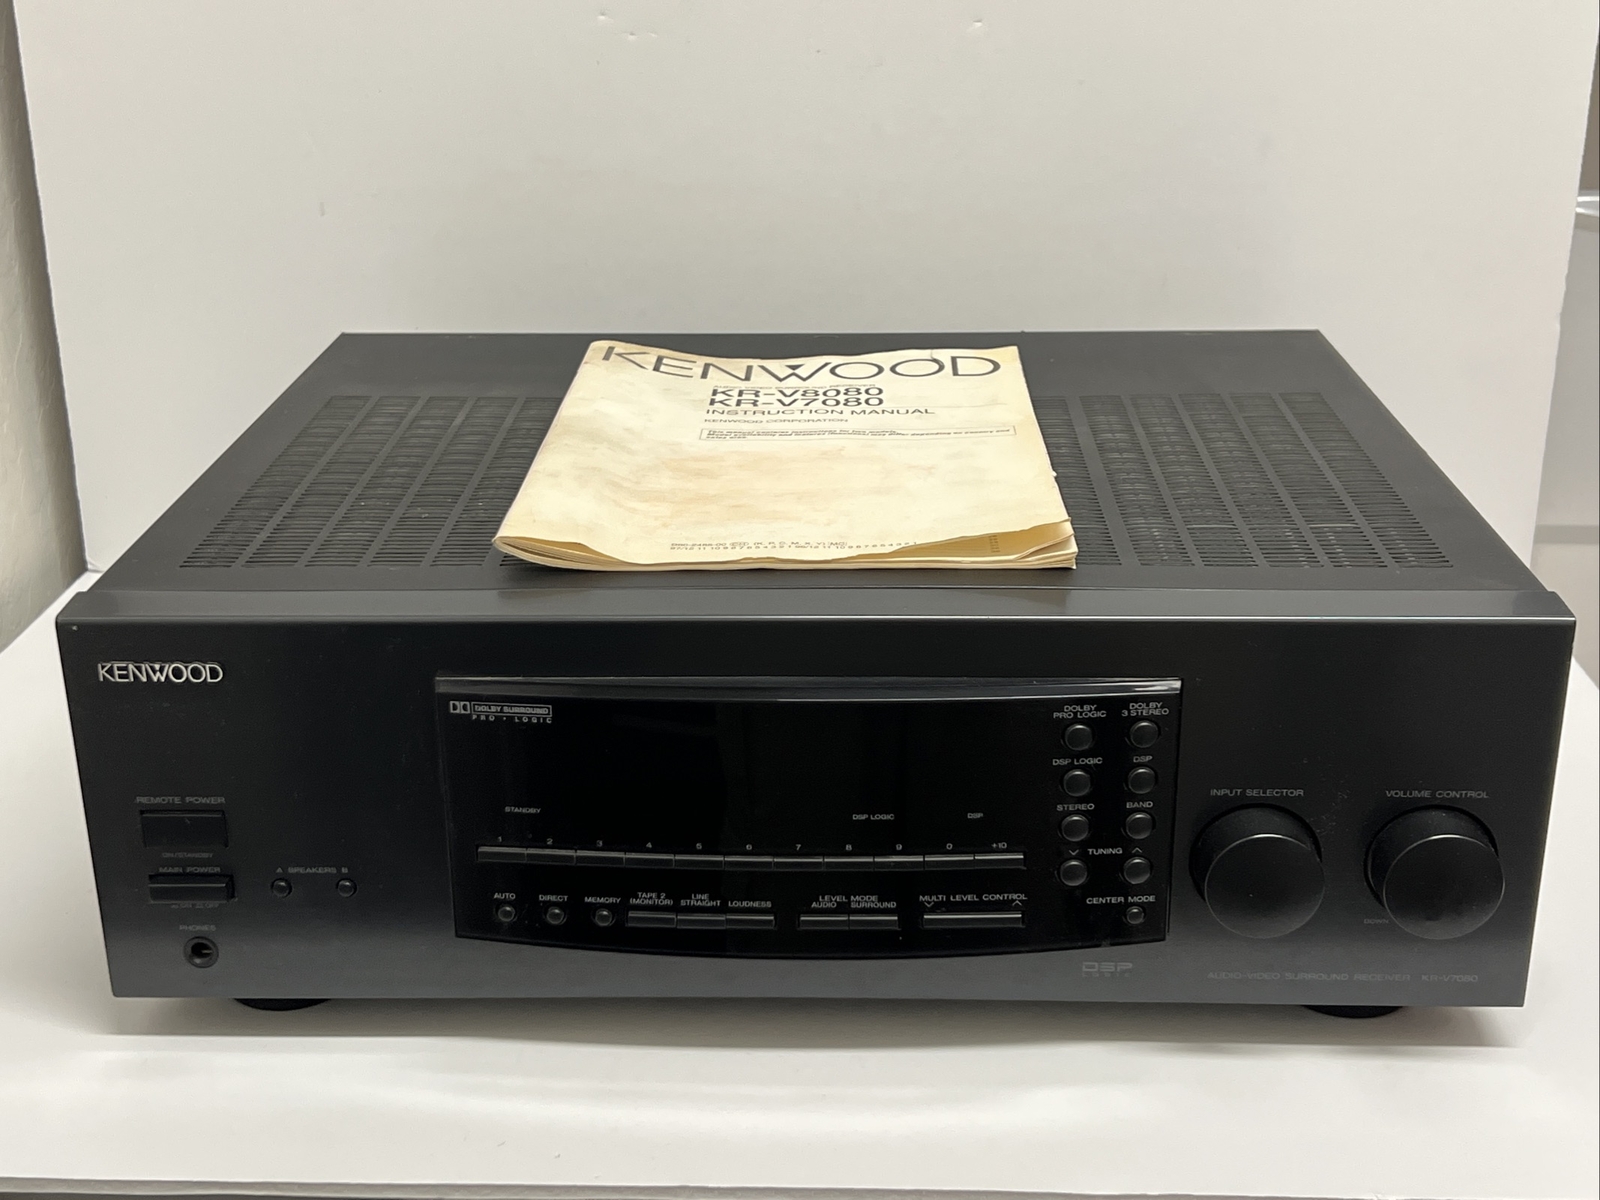 KENWOOD
KR-V8080
KR-V7080
INSTRUCTION MANUAL
KENWOOD CORPORATION
KENWOOD
DOLBY SURROUND
PRO • LOGIC
DOLBY PRO LOGIC
DOLBY 3 STEREO
DSP LOGIC
DSP
STEREO
BAND
TUNING
CENTER MODE
STANDBY
DSP LOGIC
DSP
1 2 3 4 5 6 7 8 9 0 +10
AUTO
DIRECT
MEMORY
TAPE 2 (MONITOR)
LINE STRAIGHT
LOUDNESS
LEVEL MODE
AUDIO SURROUND
MULTI LEVEL CONTROL
REMOTE POWER
ON/STANDBY
MAIN POWER
A SPEAKERS B
PHONES
INPUT SELECTOR
VOLUME CONTROL
DOWN
DSP
LOGIC
AUDIO-VIDEO SURROUND RECEIVER KR-V7080